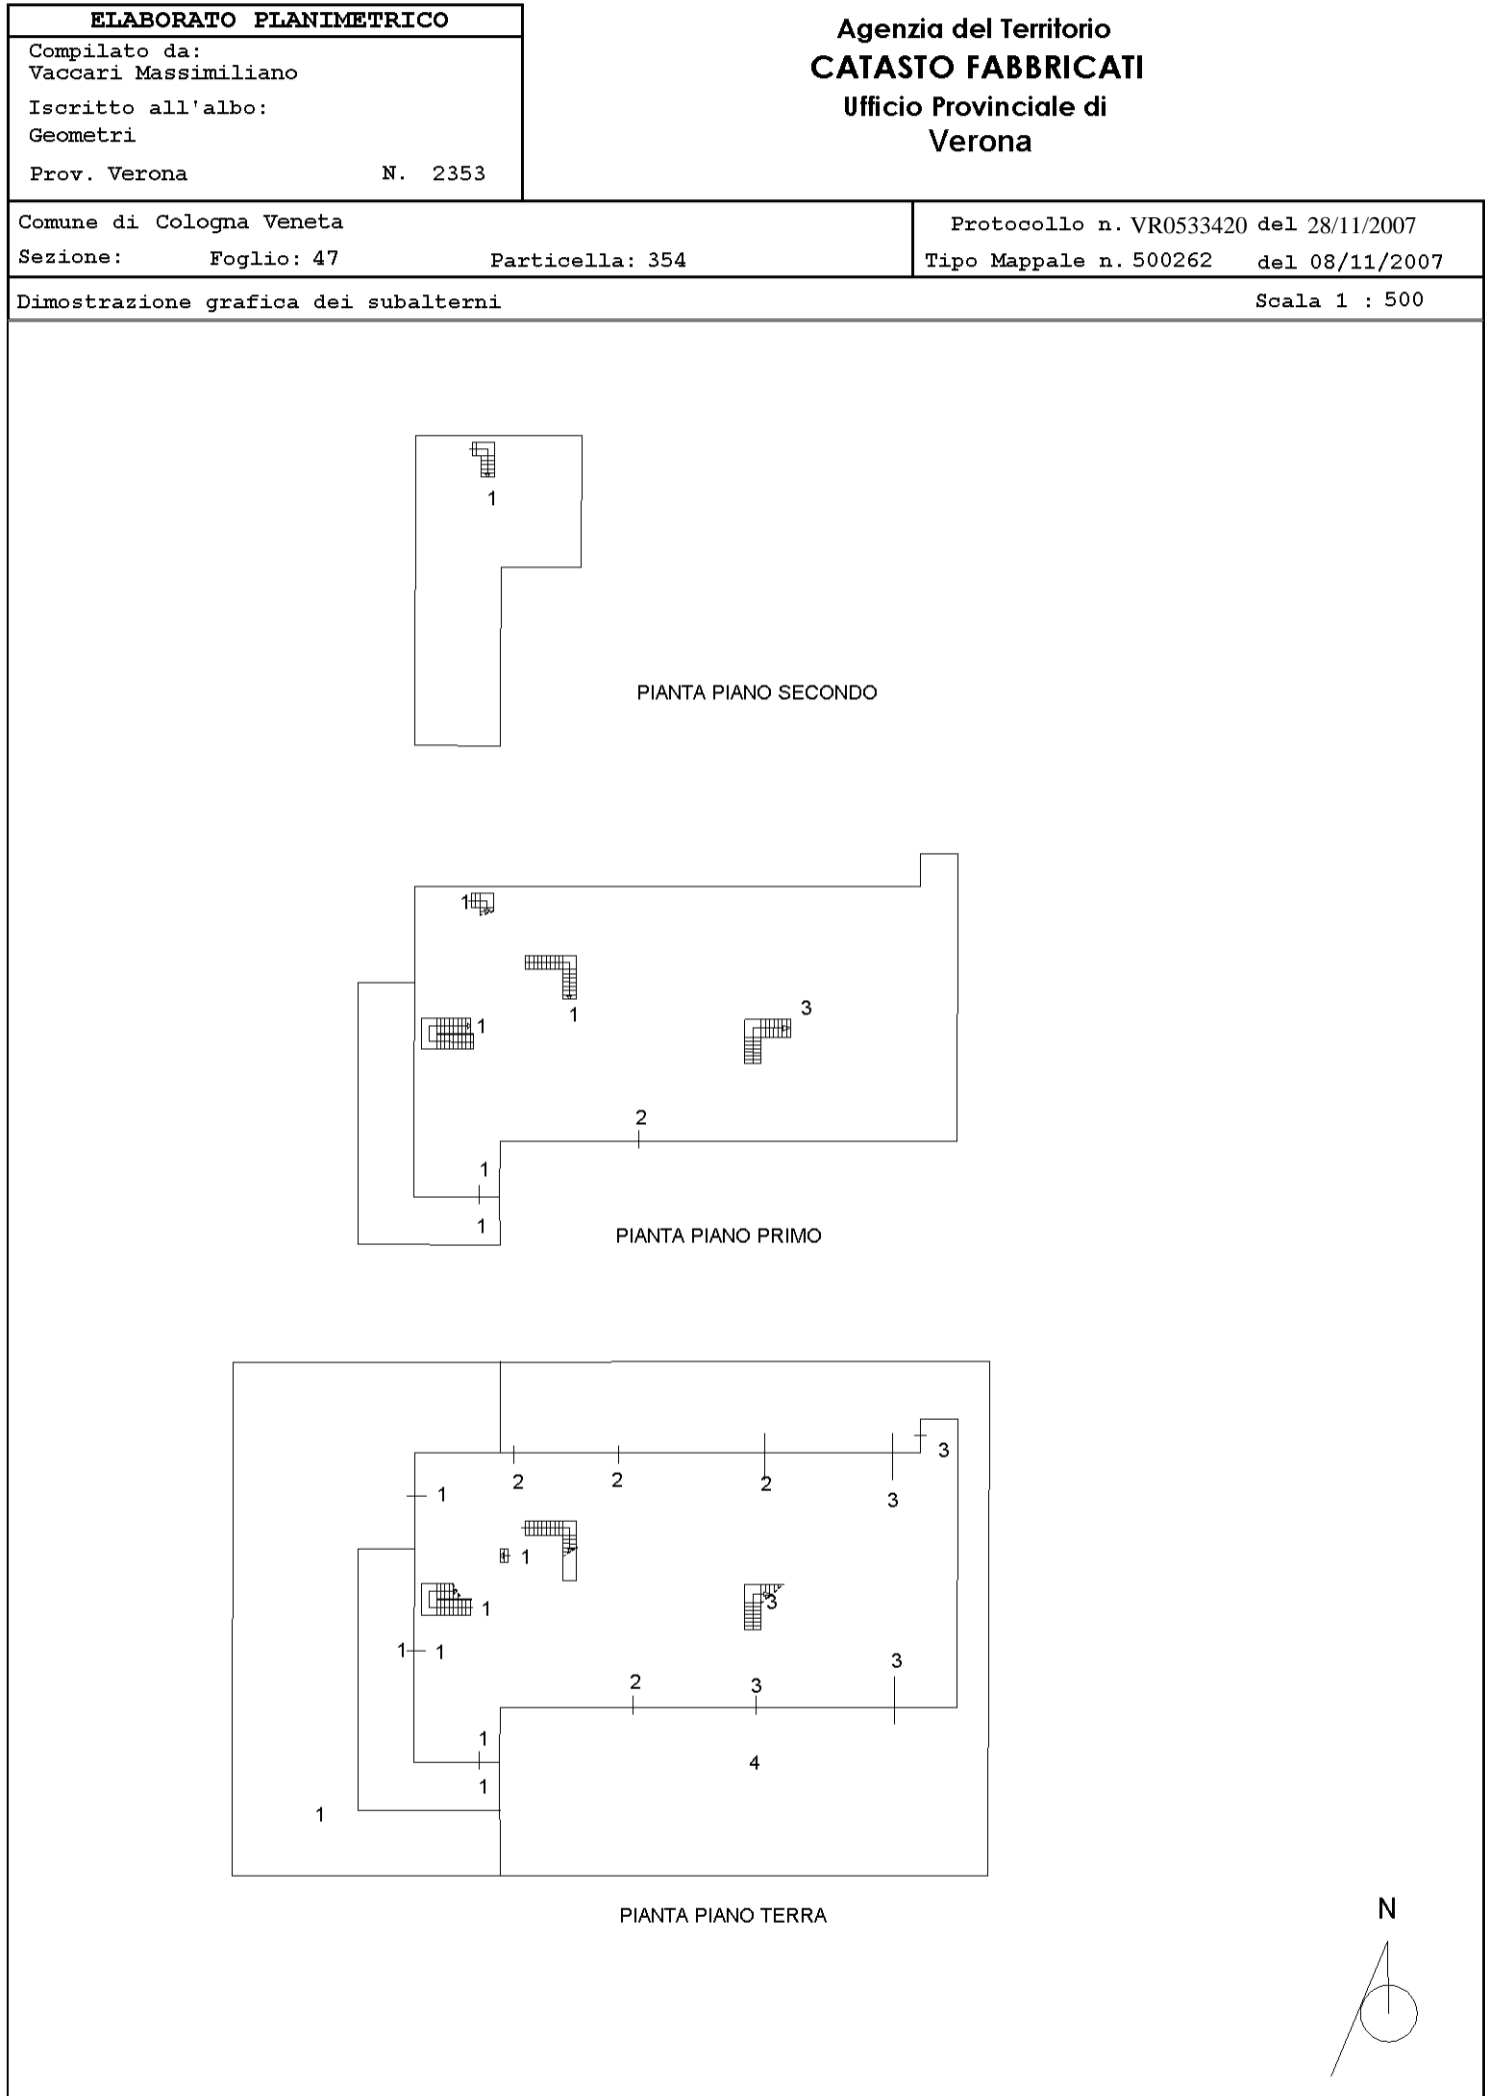 ELABORATO PLANIMETRICO
Compilato da:
Vaccari Massimiliano
Iscritto all'albo:
Geometri
Prov. Verona N. 2353
Agenzia del Territorio
CATASTO FABBRICATI
Ufficio Provinciale di
Verona
Comune di Cologna Veneta
Sezione: Foglio: 47 Particella: 354
Protocollo n. VR0533420 del 28/11/2007
Tipo Mappale n. 500262 del 08/11/2007
Dimostrazione grafica dei subalterni Scala 1 : 500
1
PIANTA PIANO SECONDO
1
3
1
1
2
1
1
PIANTA PIANO PRIMO
3
2 2 2
1 3
1
3
1
1 1
3
2 3
1
4
1
1
PIANTA PIANO TERRA
N